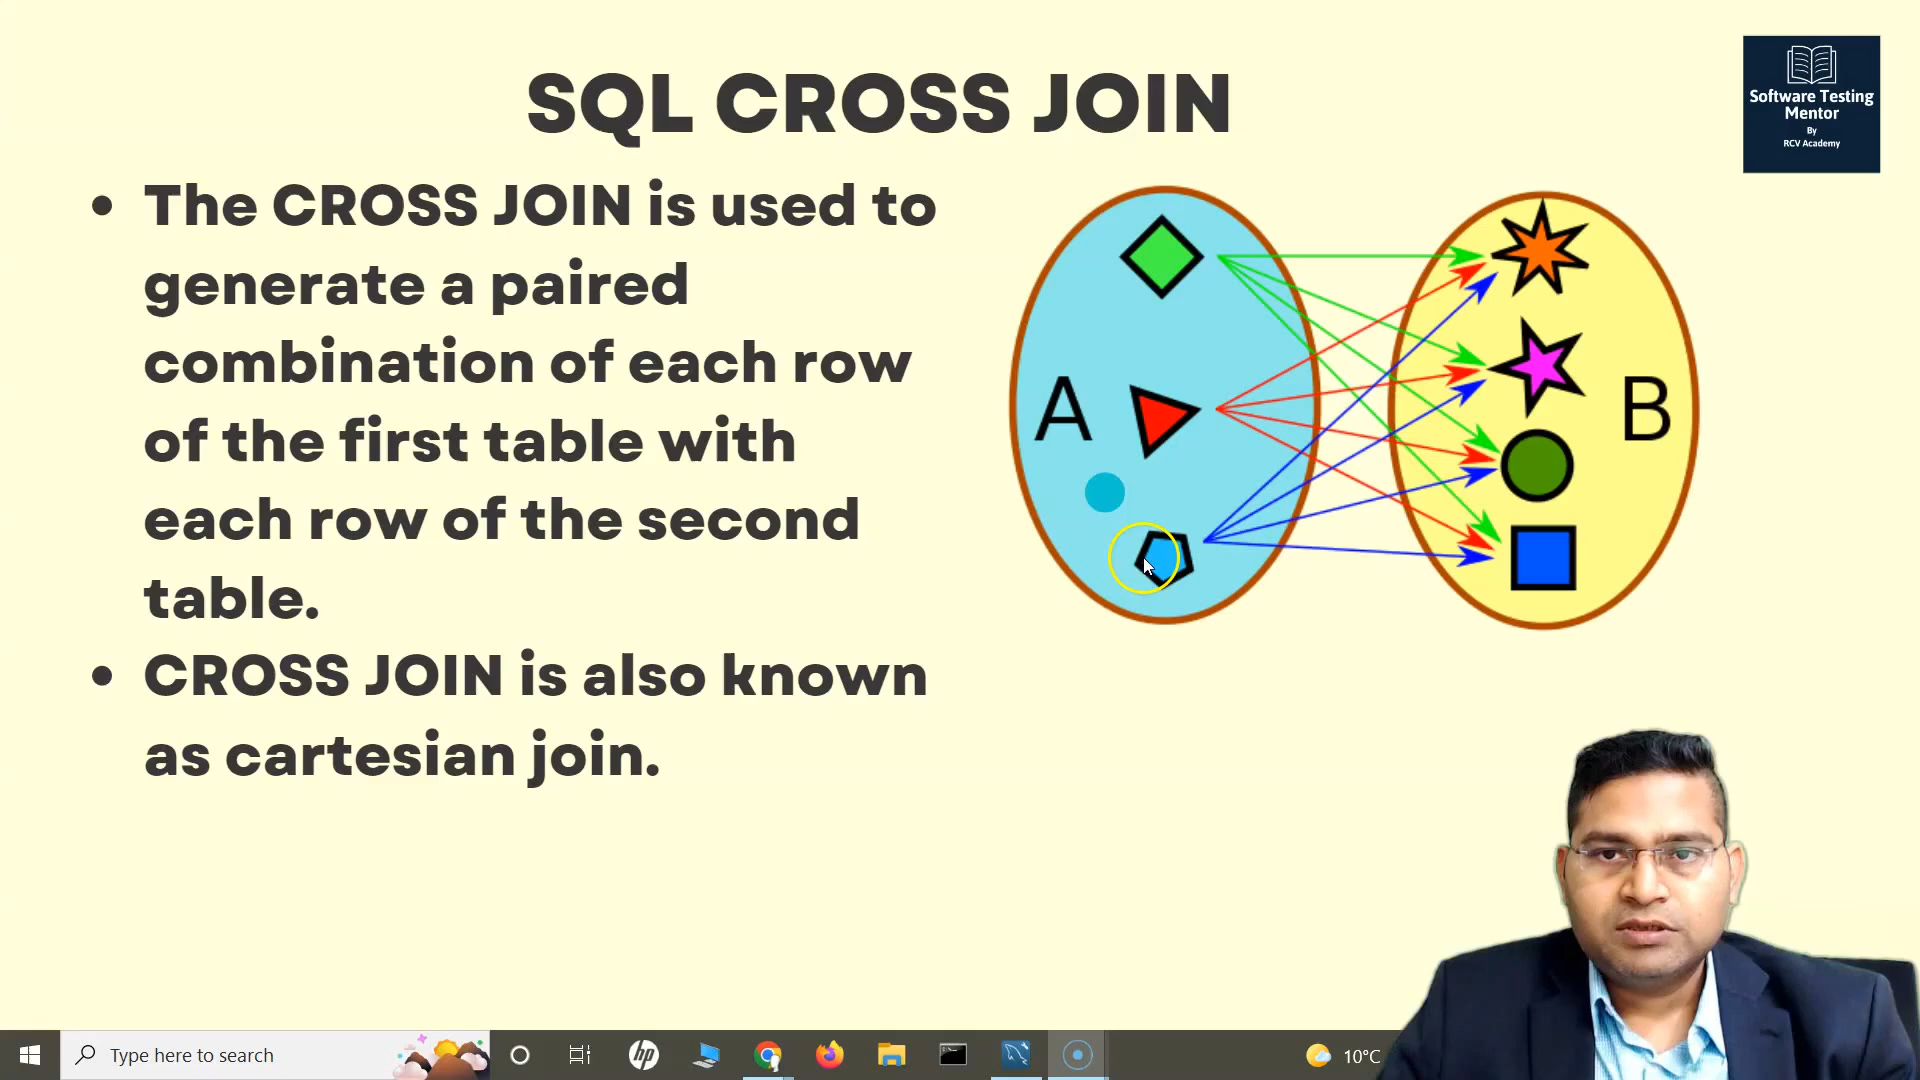 SQL CROSS JOIN
Software Testing
Mentor
By
RCV Academy
• The CROSS JOIN is used to
generate a paired
combination of each row
of the first table with
each row of the second
table.
• CROSS JOIN is also known
as cartesian join.
A
B
Type here to search
hp
10°C